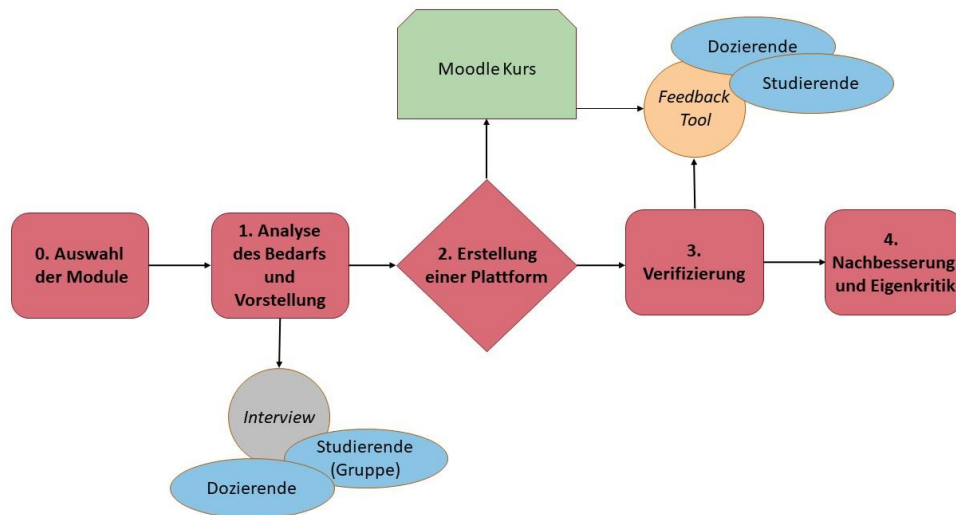 Moodle Kurs
Dozierende
Studierende
Feedback
Tool
0. Auswahl
der Module
1. Analyse
des Bedarfs
und
Vorstellung
2. Erstellung
einer Plattform
3.
Verifizierung
4.
Nachbesserung
und Eigenkritik
Interview
Studierende
(Gruppe)
Dozierende